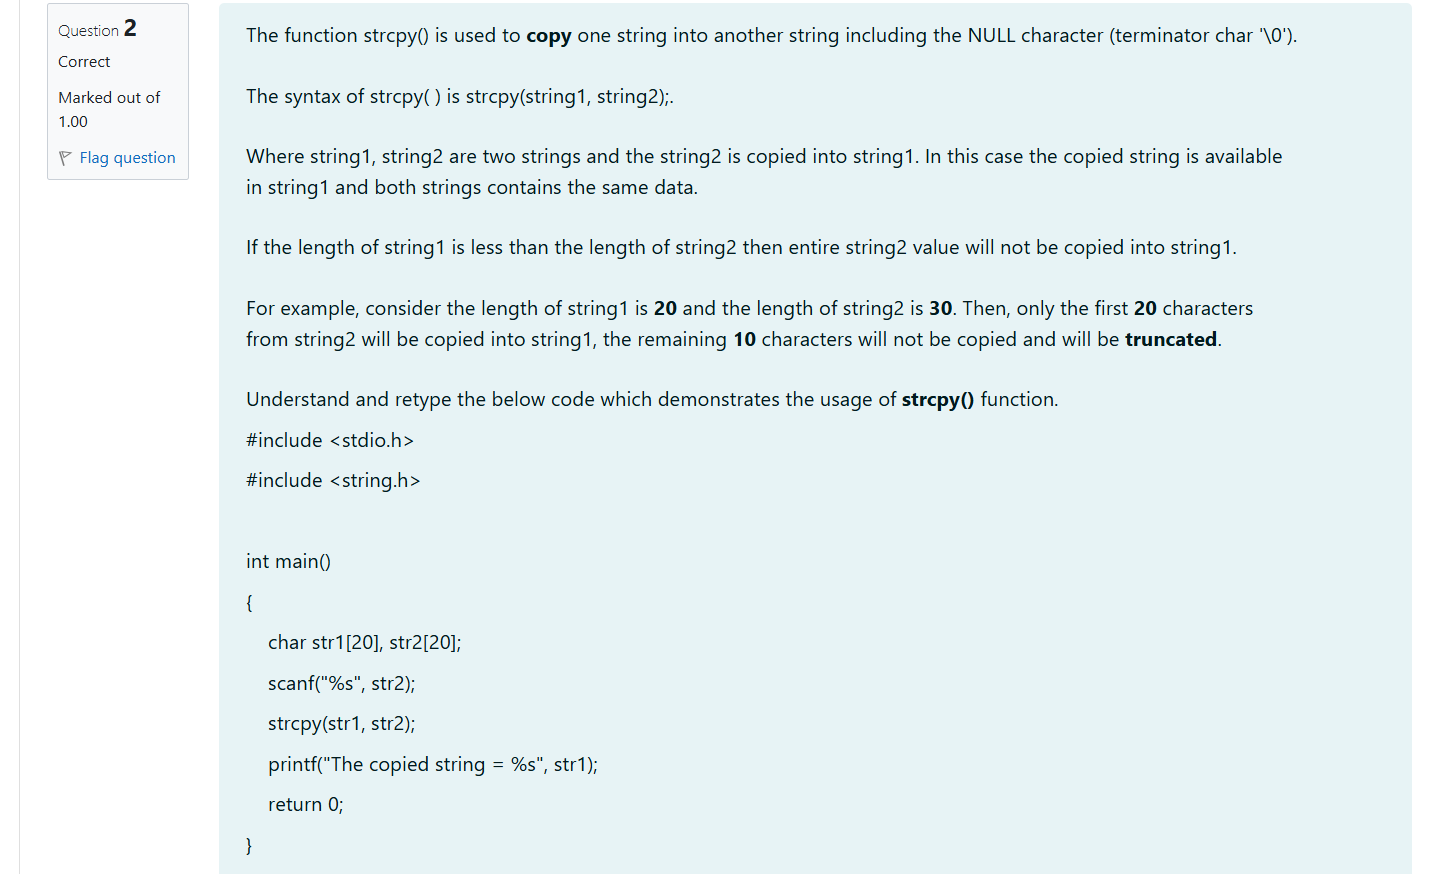 Question 2
Correct
Marked out of
1.00
Flag question
The function strcpy() is used to copy one string into another string including the NULL character (terminator char '\0').
The syntax of strcpy( ) is strcpy(string1, string2);.
Where string1, string2 are two strings and the string2 is copied into string1. In this case the copied string is available
in string1 and both strings contains the same data.
If the length of string1 is less than the length of string2 then entire string2 value will not be copied into string1.
For example, consider the length of string1 is 20 and the length of string2 is 30. Then, only the first 20 characters
from string2 will be copied into string1, the remaining 10 characters will not be copied and will be truncated.
Understand and retype the below code which demonstrates the usage of strcpy() function.
#include <stdio.h>
#include <string.h>
int main()
{
char str1[20], str2[20];
scanf("%s", str2);
strcpy(str1, str2);
printf("The copied string = %s", str1);
return 0;
}